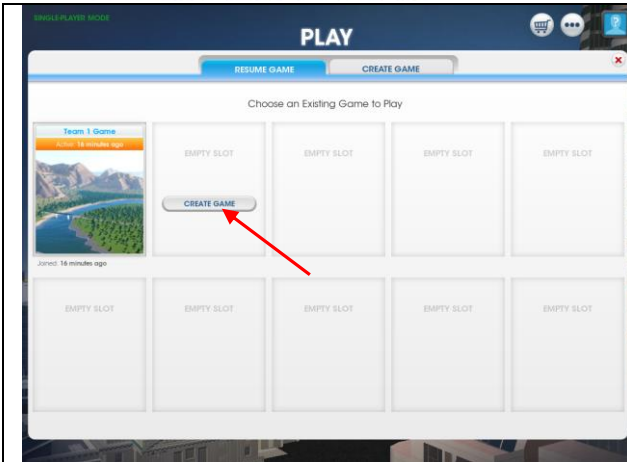 SINGLE-PLAYER MODE
PLAY
RESUME GAME
CREATE GAME
Choose an Existing Game to Play
Team 1 Game
Active: 16 minutes ago
EMPTY SLOT
EMPTY SLOT
EMPTY SLOT
EMPTY SLOT
CREATE GAME
Joined: 16 minutes ago
EMPTY SLOT
EMPTY SLOT
EMPTY SLOT
EMPTY SLOT
EMPTY SLOT